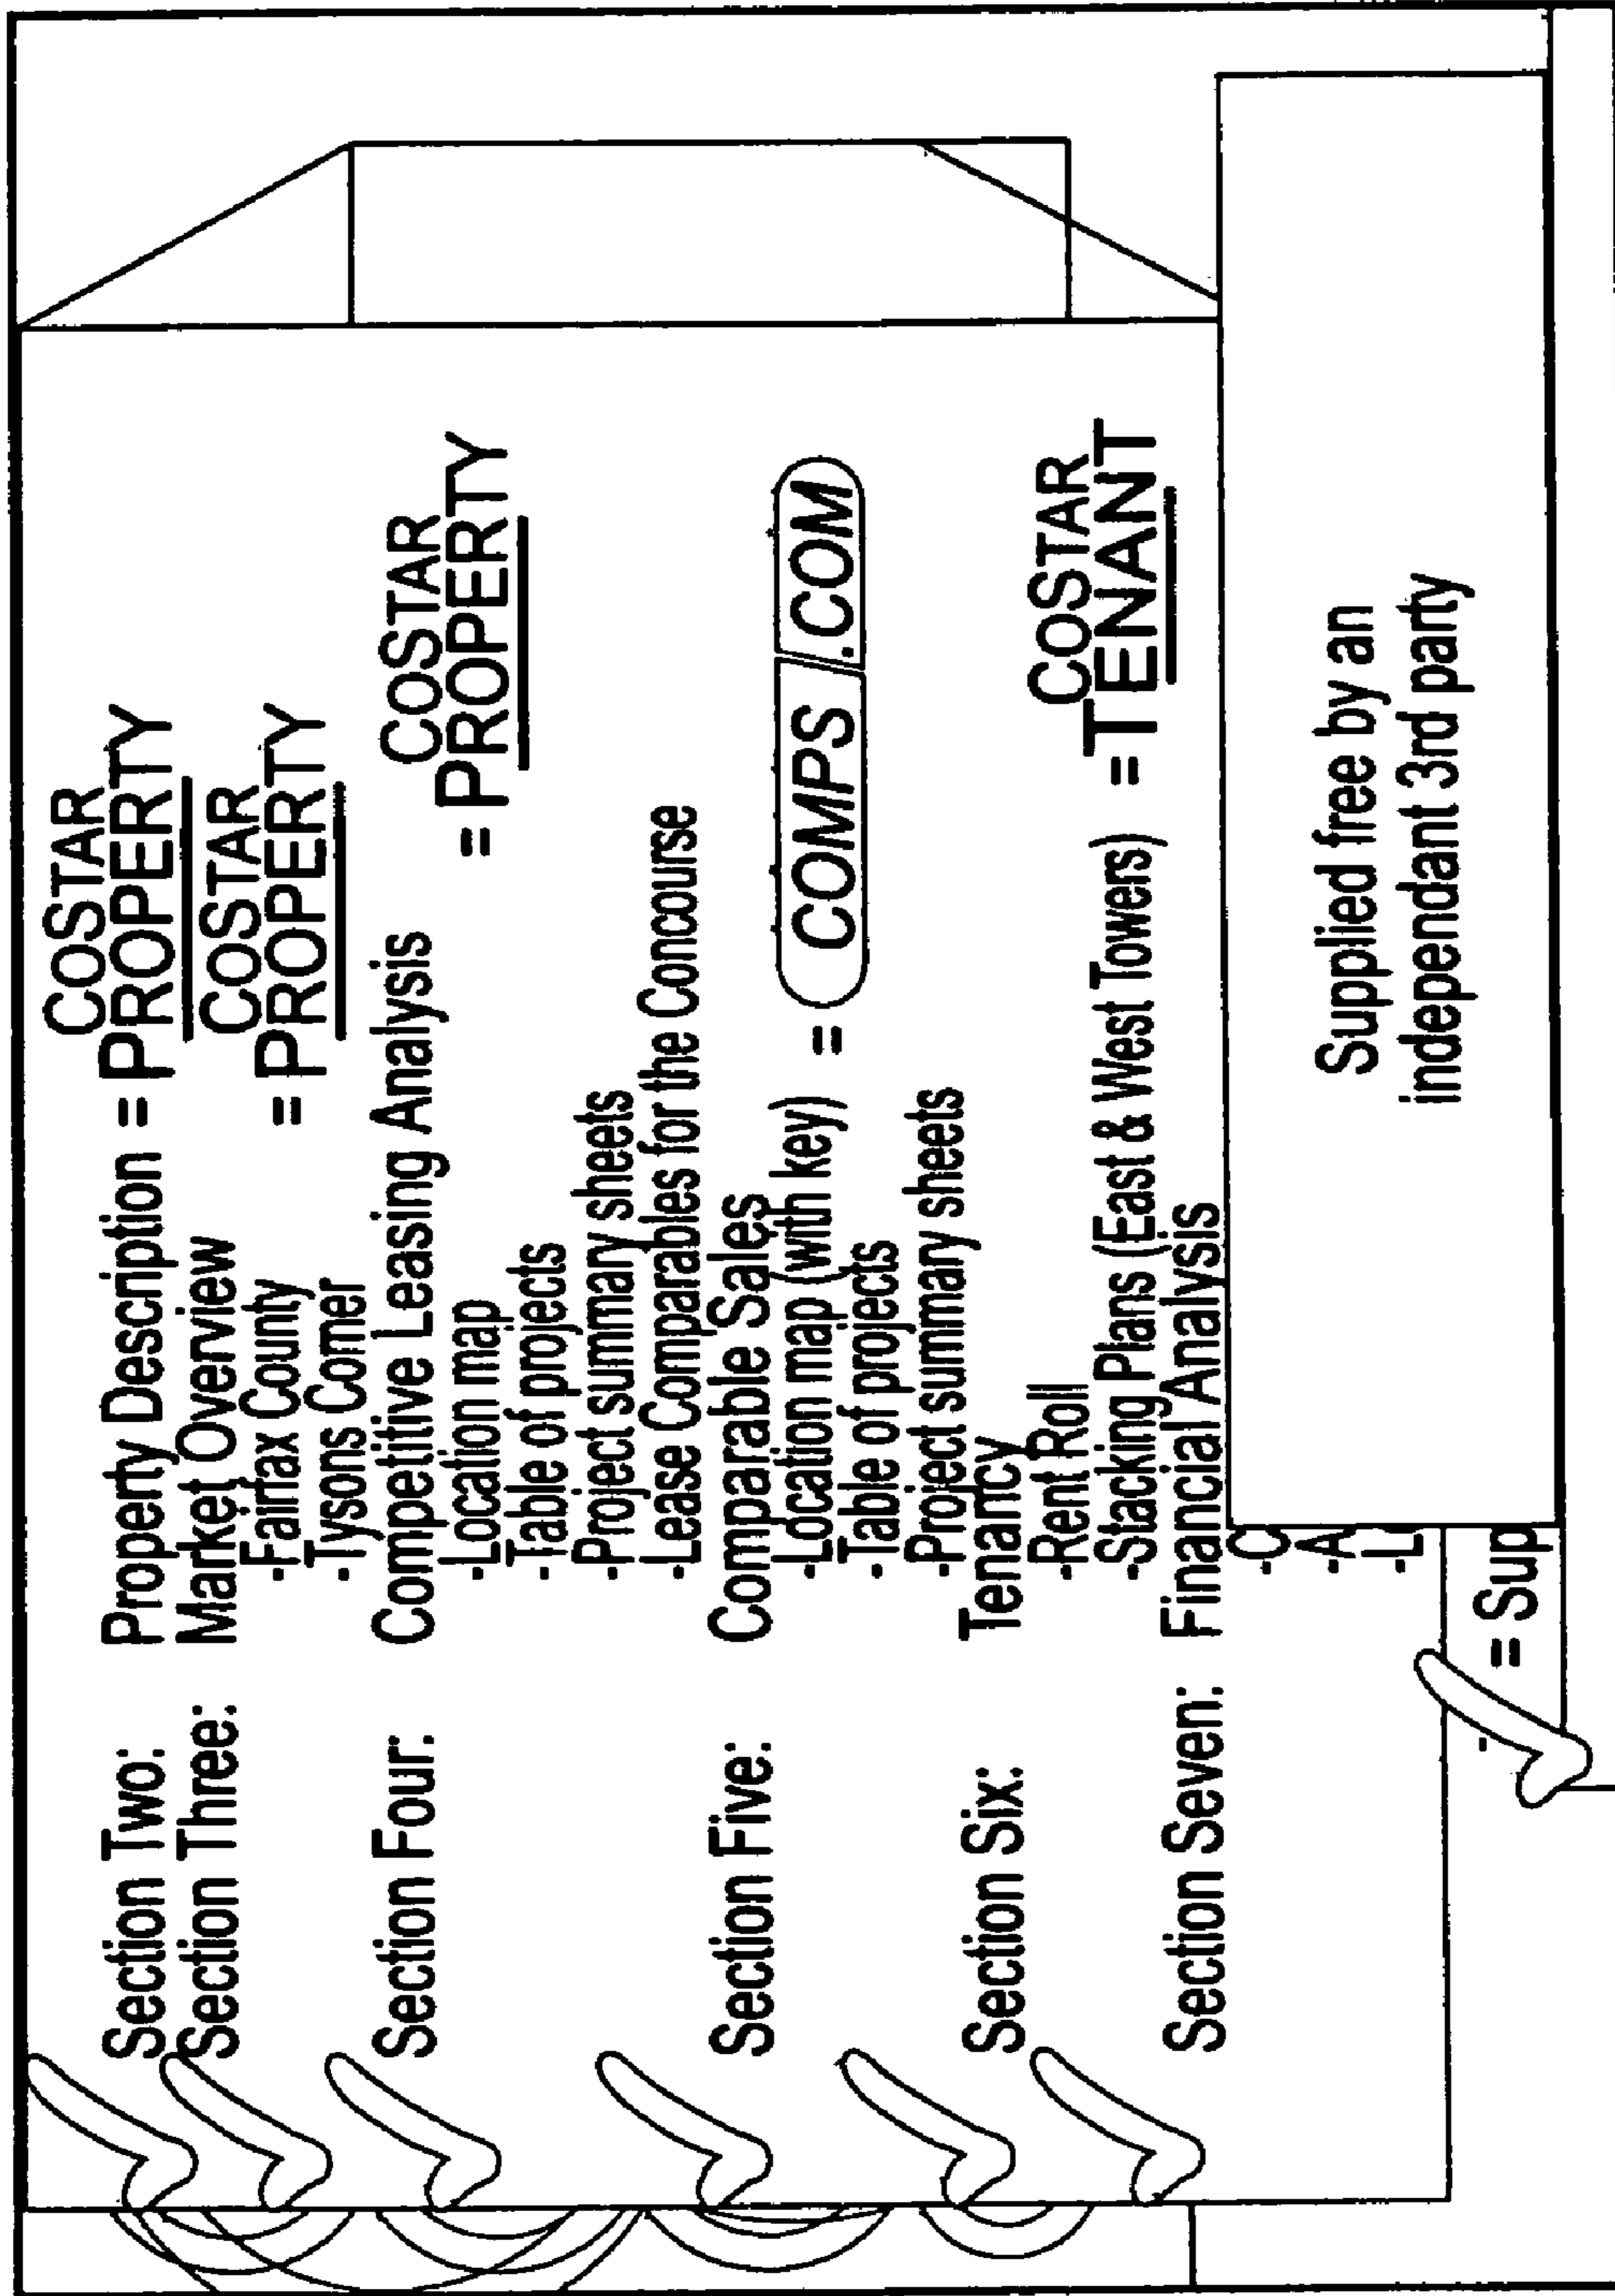 COSTAR
Section Two: Property Description = PROPERTY
COSTAR
Section Three: Market Overview = PROPERTY
-Fairfax County
-Tysons Corner
Section Four: Competitive Leasing Analysis
COSTAR
= PROPERTY
-Location map
-Table of projects
-Project summary sheets
-Lease Comparables for the Concourse
Section Five: Comparable Sales
-Location map (with key) = COMPS .COM
-Table of projects
-Project summary sheets
Section Six: Tenancy
COSTAR
-Rent Roll
-Stacking Plans (East & West Towers) = TENANT
Section Seven: Financial Analysis
-C
-A
-L
= Sup
Supplied free by an
independant 3rd party